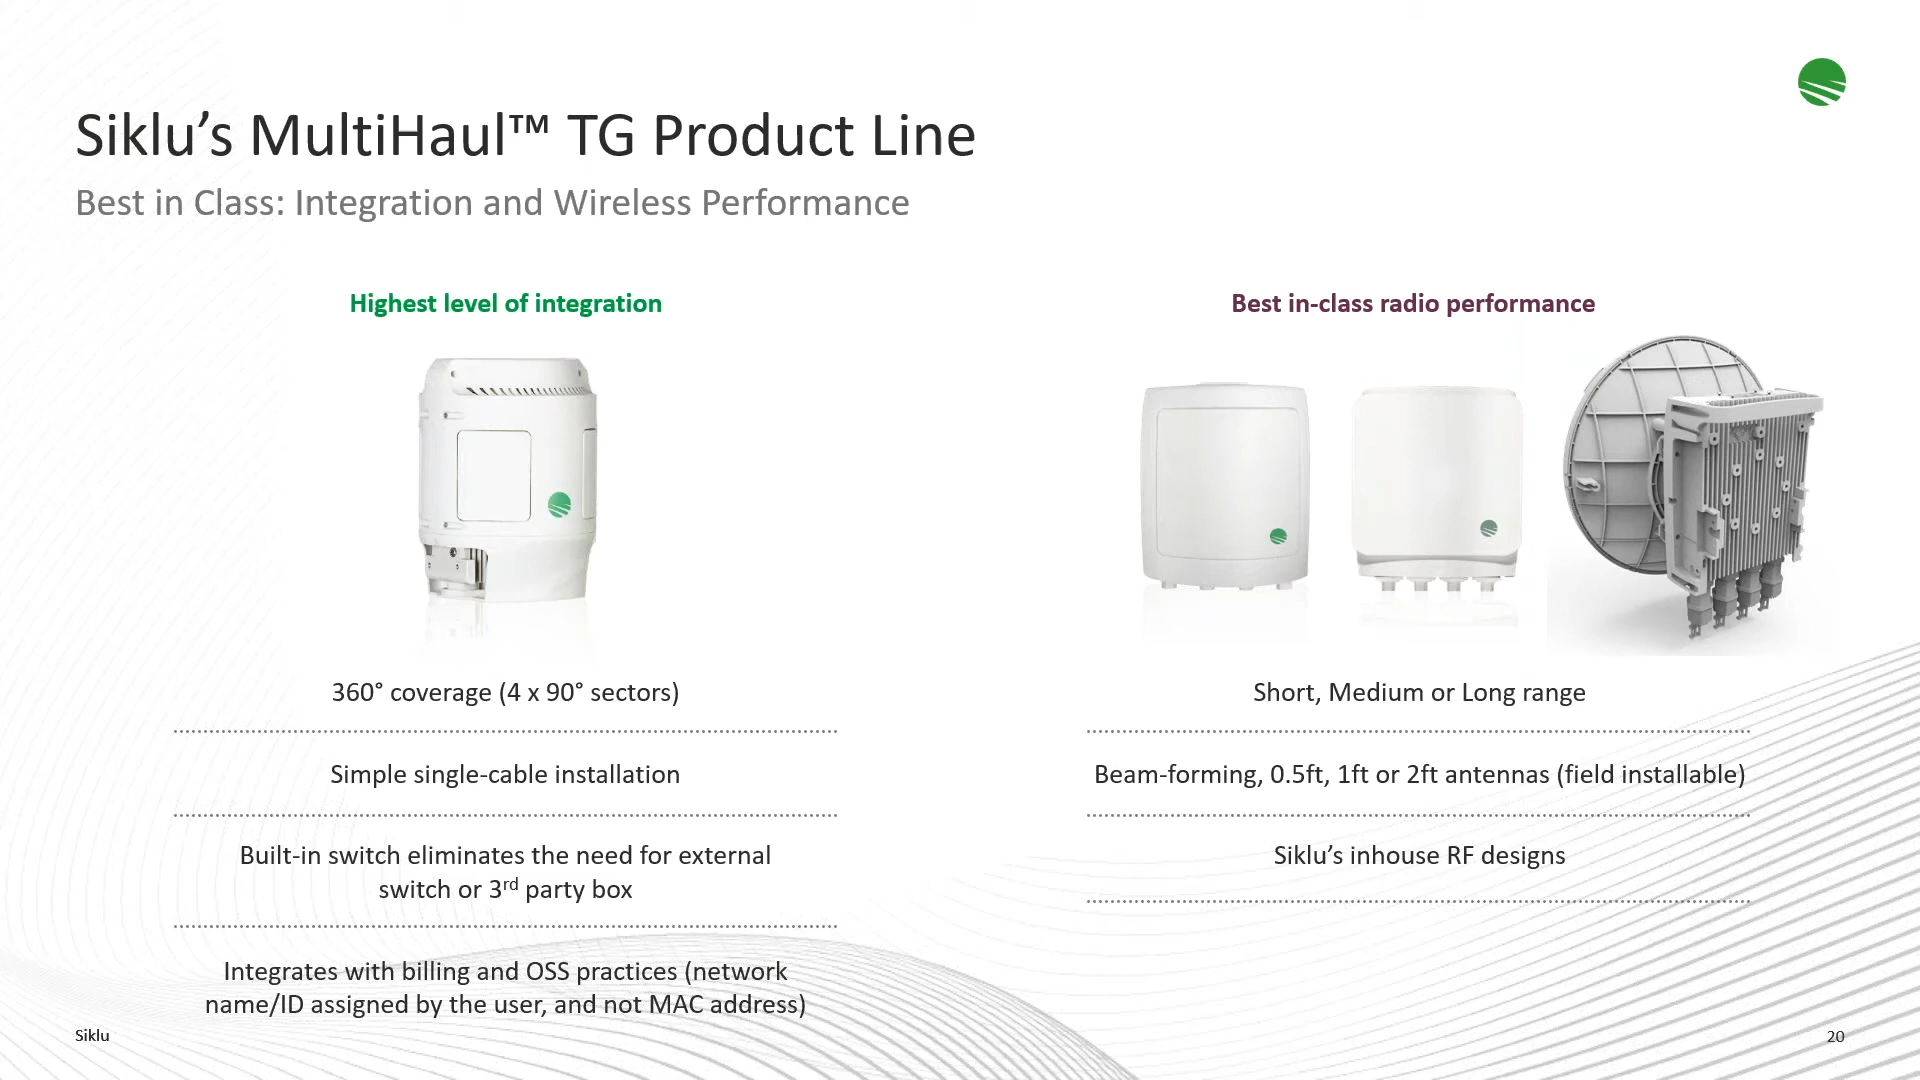 Siklu’s MultiHaul™ TG Product Line
Best in Class: Integration and Wireless Performance
Highest level of integration
360° coverage (4 x 90° sectors)
Simple single-cable installation
Built-in switch eliminates the need for external
switch or 3rd party box
Integrates with billing and OSS practices (network
name/ID assigned by the user, and not MAC address)
Best in-class radio performance
Short, Medium or Long range
Beam-forming, 0.5ft, 1ft or 2ft antennas (field installable)
Siklu’s inhouse RF designs
Siklu
20